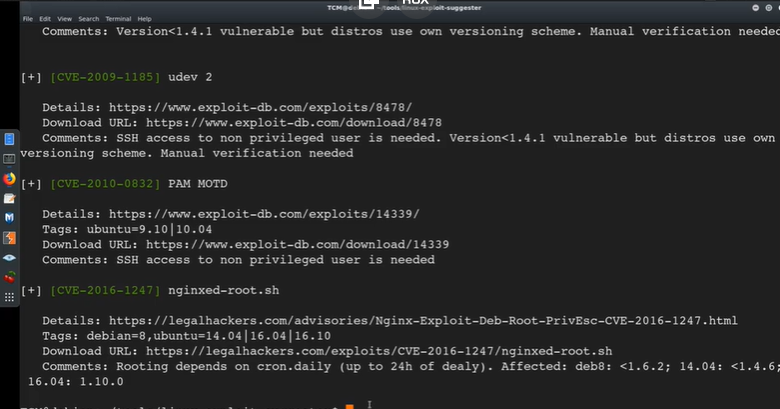 TCM@de
~/tools/linux-exploit-suggester
File Edit View Search Terminal Help
Comments: Version<1.4.1 vulnerable but distros use own versioning scheme. Manual verification needed
[+] [CVE-2009-1185] udev 2
Details: https://www.exploit-db.com/exploits/8478/
Download URL: https://www.exploit-db.com/download/8478
Comments: SSH access to non privileged user is needed. Version<1.4.1 vulnerable but distros use own
versioning scheme. Manual verification needed
[+] [CVE-2010-0832] PAM MOTD
Details: https://www.exploit-db.com/exploits/14339/
Tags: ubuntu=9.10|10.04
Download URL: https://www.exploit-db.com/download/14339
Comments: SSH access to non privileged user is needed
[+] [CVE-2016-1247] nginxed-root.sh
Details: https://legalhackers.com/advisories/Nginx-Exploit-Deb-Root-PrivEsc-CVE-2016-1247.html
Tags: debian=8,ubuntu=14.04|16.04|16.10
Download URL: https://legalhackers.com/exploits/CVE-2016-1247/nginxed-root.sh
Comments: Rooting depends on cron.daily (up to 24h of dealy). Affected: deb8: <1.6.2; 14.04: <1.4.6;
16.04: 1.10.0